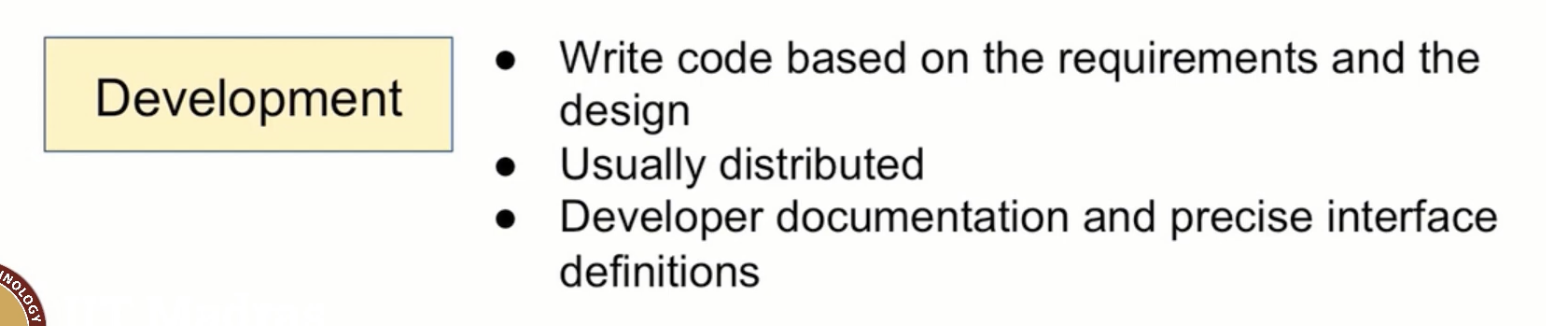 Development
● Write code based on the requirements and the
design
● Usually distributed
● Developer documentation and precise interface
definitions
NOLOGY